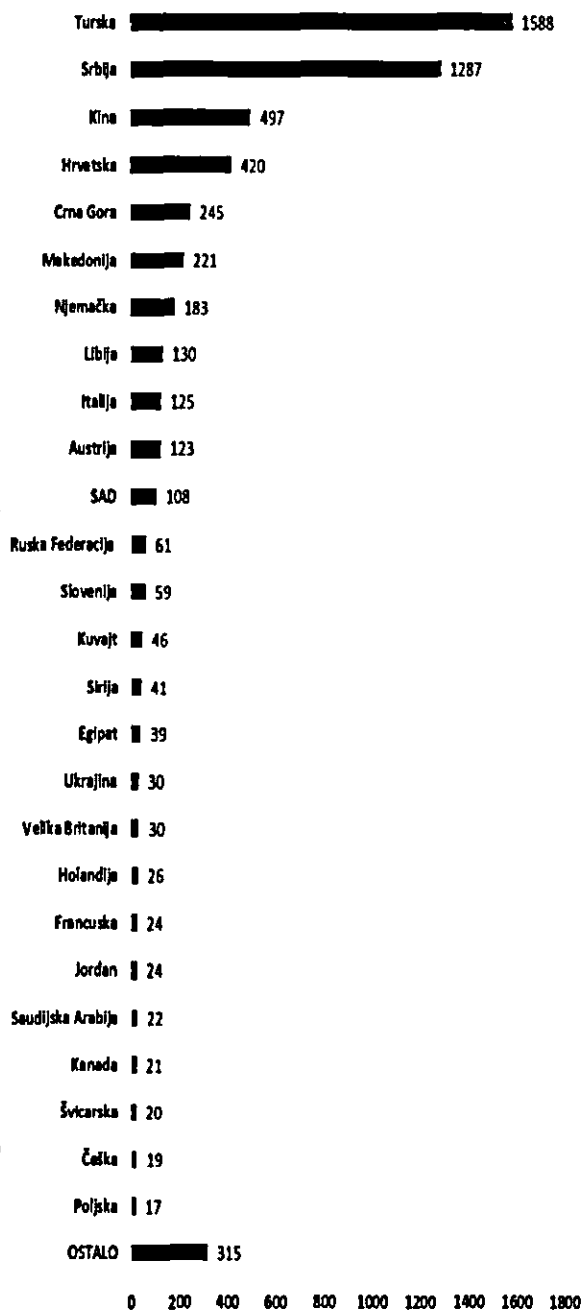 Turska 1588
Srbija 1287
Kina 497
Hrvatska 420
Crna Gora 245
Makedonija 221
Njemačka 183
Libija 130
Italija 125
Austrija 123
SAD 108
Ruska Federacija 61
Slovenija 59
Kuvajt 46
Sirija 41
Egipat 39
Ukrajina 30
Velika Britanija 30
Holandija 26
Francuska 24
Jordan 24
Saudijska Arabija 22
Kanada 21
Švicarska 20
Češka 19
Poljska 17
OSTALO 315
0 200 400 600 800 1000 1200 1400 1600 1800